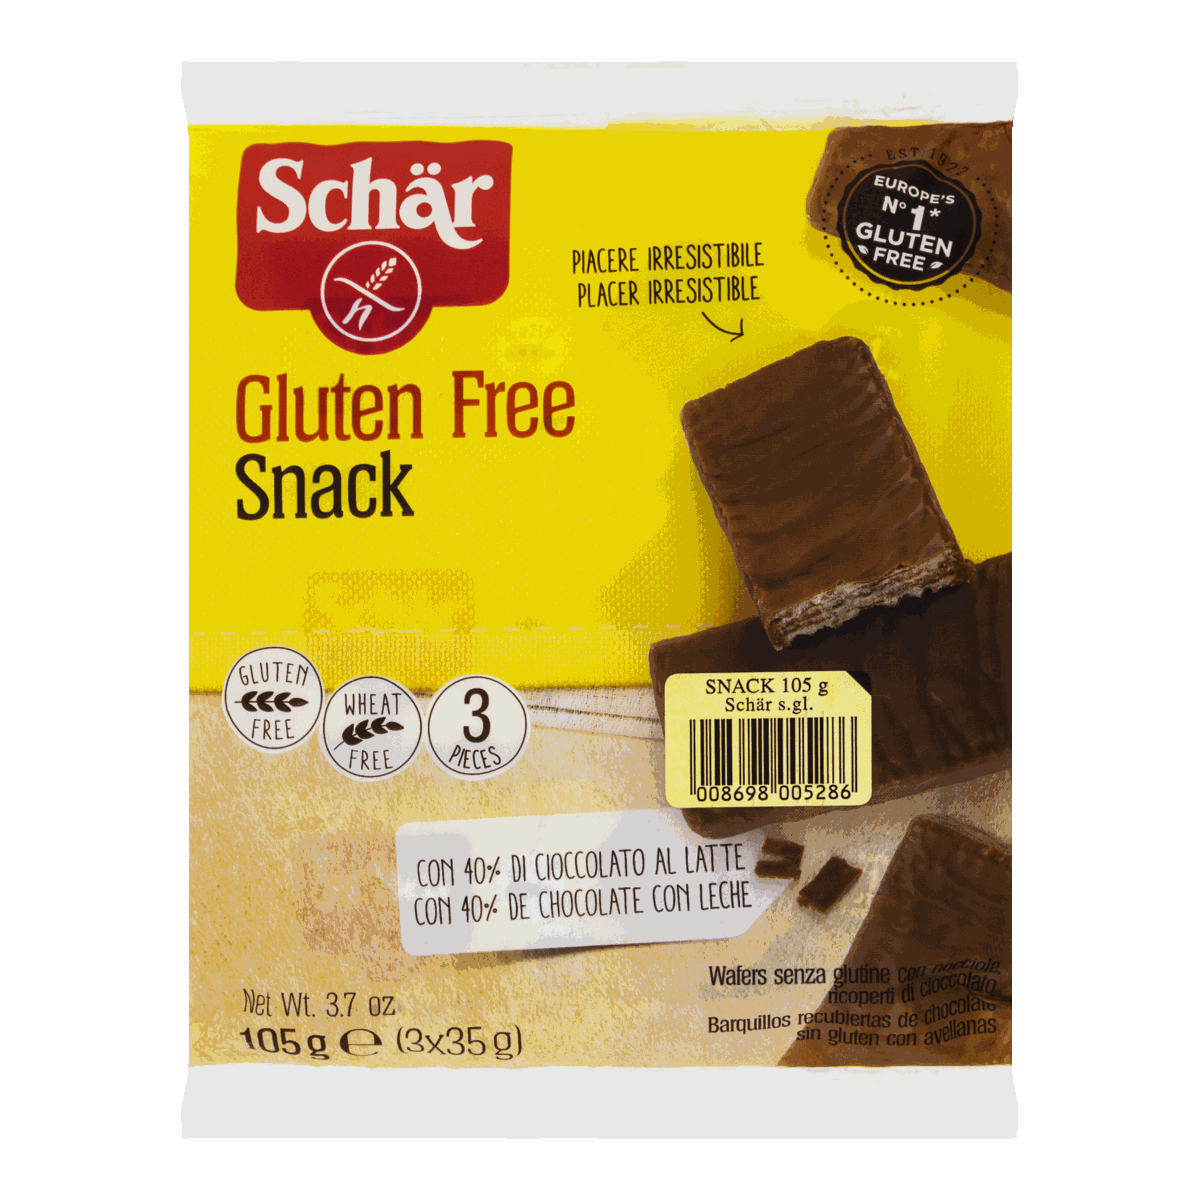 Schär
EST 1922
EUROPE'S
N° 1*
GLUTEN
FREE
PIACERE IRRESISTIBILE
PLACER IRRESISTIBLE
Gluten Free
Snack
GLUTEN
FREE
WHEAT
FREE
3
PIECES
SNACK 105 g
Schär s.gl.
008698 005286
CON 40% DI CIOCCOLATO AL LATTE
CON 40% DE CHOCOLATE CON LECHE
Wafers senza glutine con nocciole,
ricoperti di cioccolato
Barquillos recubiertas de chocolate
sin gluten con avellanas
Net Wt. 3.7 oz
105 g ℮ (3x35 g)